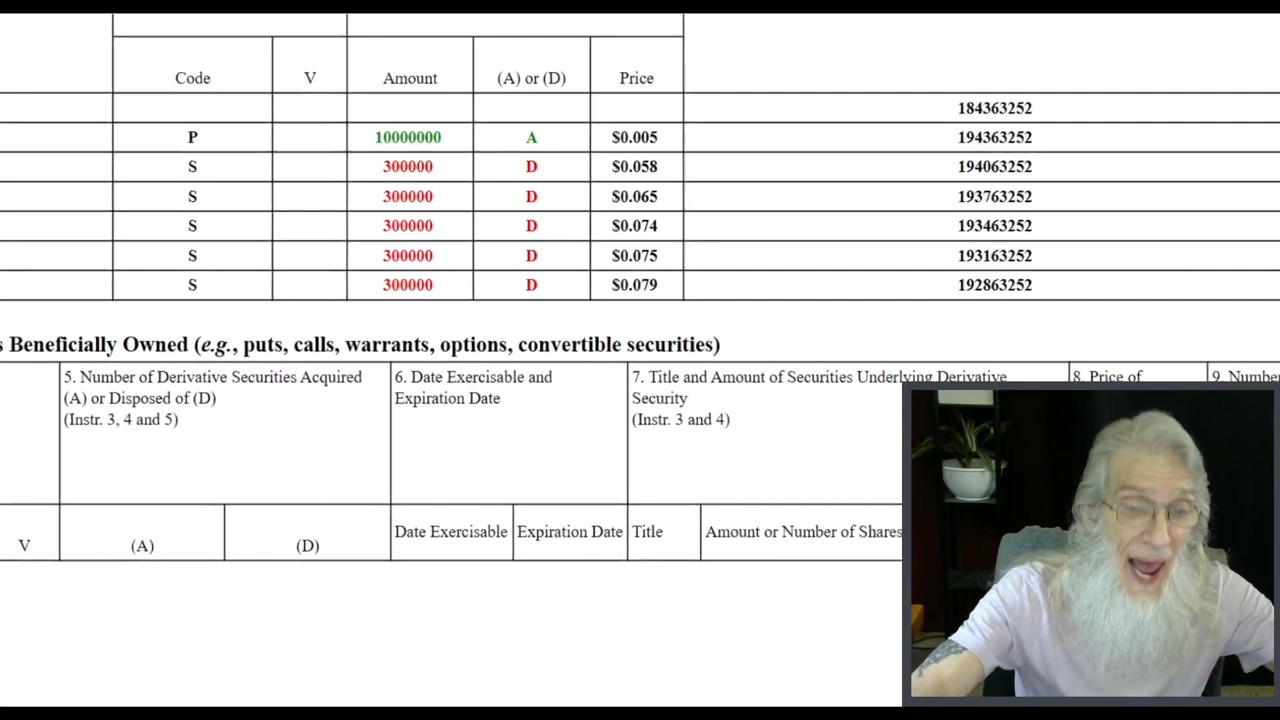 Code V Amount (A) or (D) Price
184363252
P 10000000 A $0.005 194363252
S 300000 D $0.058 194063252
S 300000 D $0.065 193763252
S 300000 D $0.074 193463252
S 300000 D $0.075 193163252
S 300000 D $0.079 192863252
s Beneficially Owned (e.g., puts, calls, warrants, options, convertible securities)
5. Number of Derivative Securities Acquired
(A) or Disposed of (D)
(Instr. 3, 4 and 5)
6. Date Exercisable and
Expiration Date
7. Title and Amount of Securities Underlying Derivative
Security
(Instr. 3 and 4)
8. Price of
9. Number
V (A) (D) Date Exercisable Expiration Date Title Amount or Number of Shares